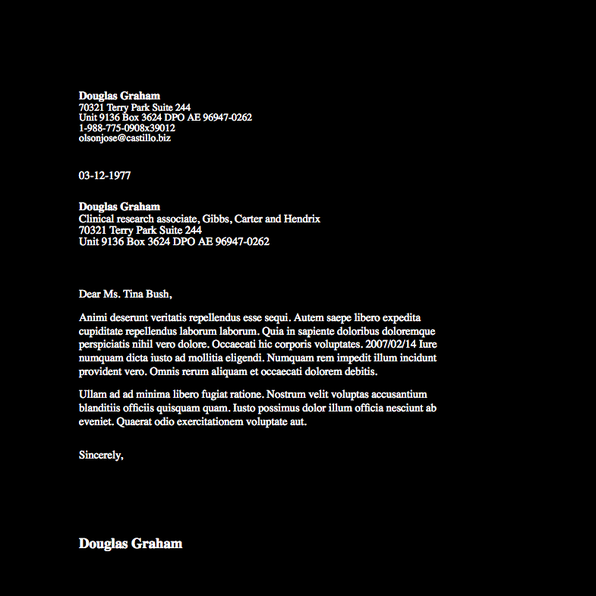 Douglas Graham
70321 Terry Park Suite 244
Unit 9136 Box 3624 DPO AE 96947-0262
1-988-775-0908x39012
olsonjose@castillo.biz
03-12-1977
Douglas Graham
Clinical research associate, Gibbs, Carter and Hendrix
70321 Terry Park Suite 244
Unit 9136 Box 3624 DPO AE 96947-0262
Dear Ms. Tina Bush,
Animi deserunt veritatis repellendus esse sequi. Autem saepe libero expedita
cupiditate repellendus laborum laborum. Quia in sapiente doloribus doloremque
perspiciatis nihil vero dolore. Occaecati hic corporis voluptates. 2007/02/14 Iure
numquam dicta iusto ad mollitia eligendi. Numquam rem impedit illum incidunt
provident vero. Omnis rerum aliquam et occaecati dolorem debitis.
Ullam ad ad minima libero fugiat ratione. Nostrum velit voluptas accusantium
blanditiis officiis quisquam quam. Iusto possimus dolor illum officia nesciunt ab
eveniet. Quaerat odio exercitationem voluptate aut.
Sincerely,
Douglas Graham